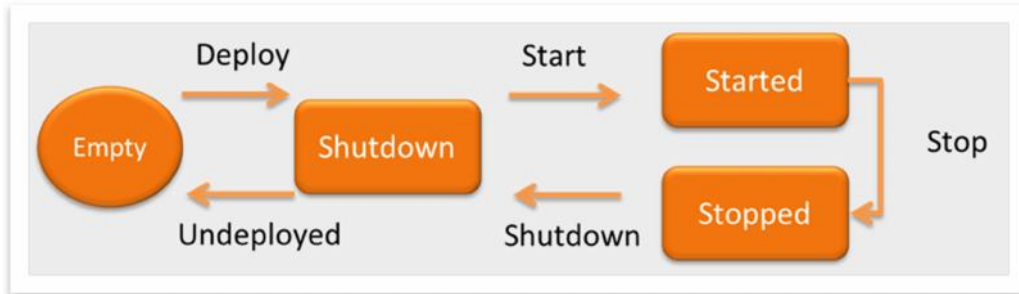 Deploy
Start
Started
Empty
Shutdown
Stop
Undeployed
Shutdown
Stopped